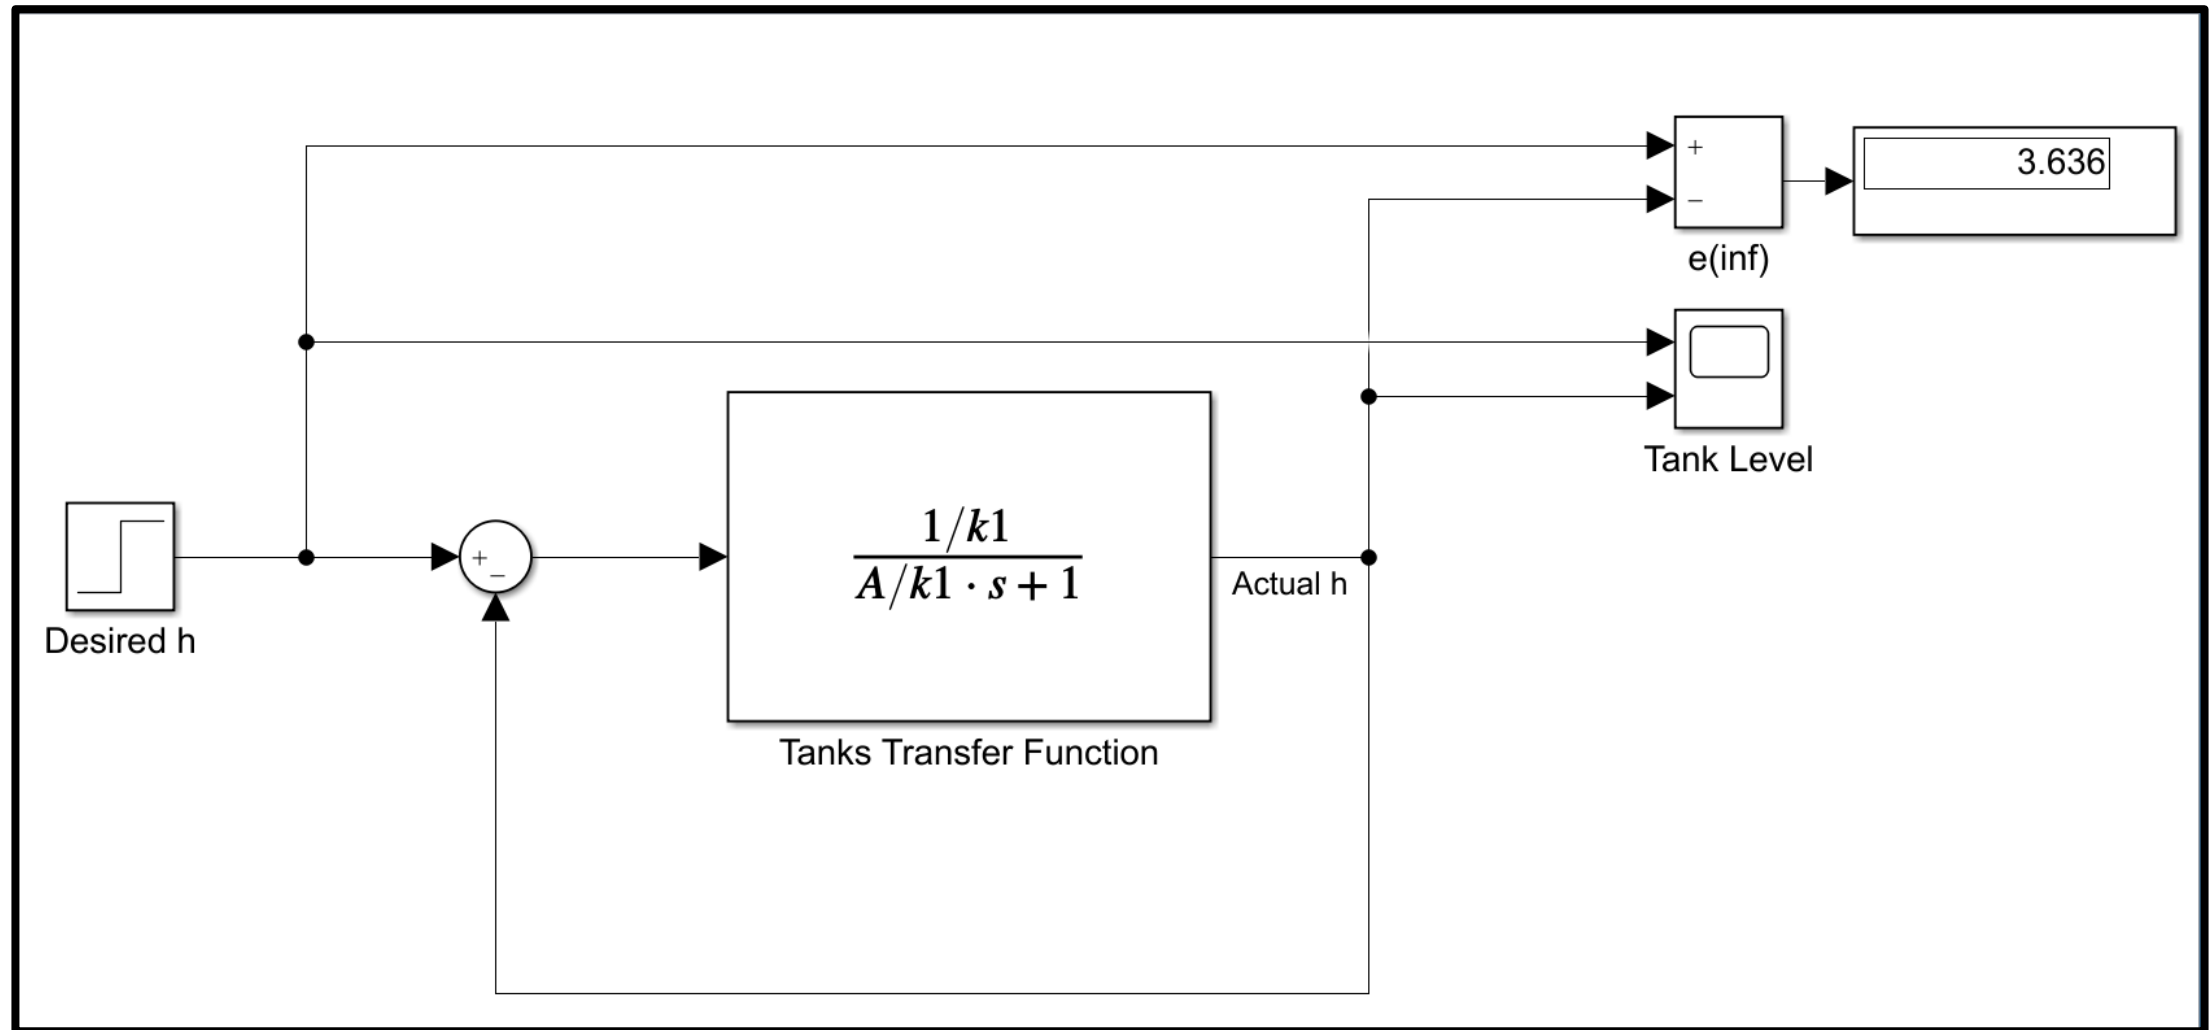 +
−
3.636
e(inf)
Tank Level
+
−
1/k1
A/k1 · s + 1
Actual h
Desired h
Tanks Transfer Function